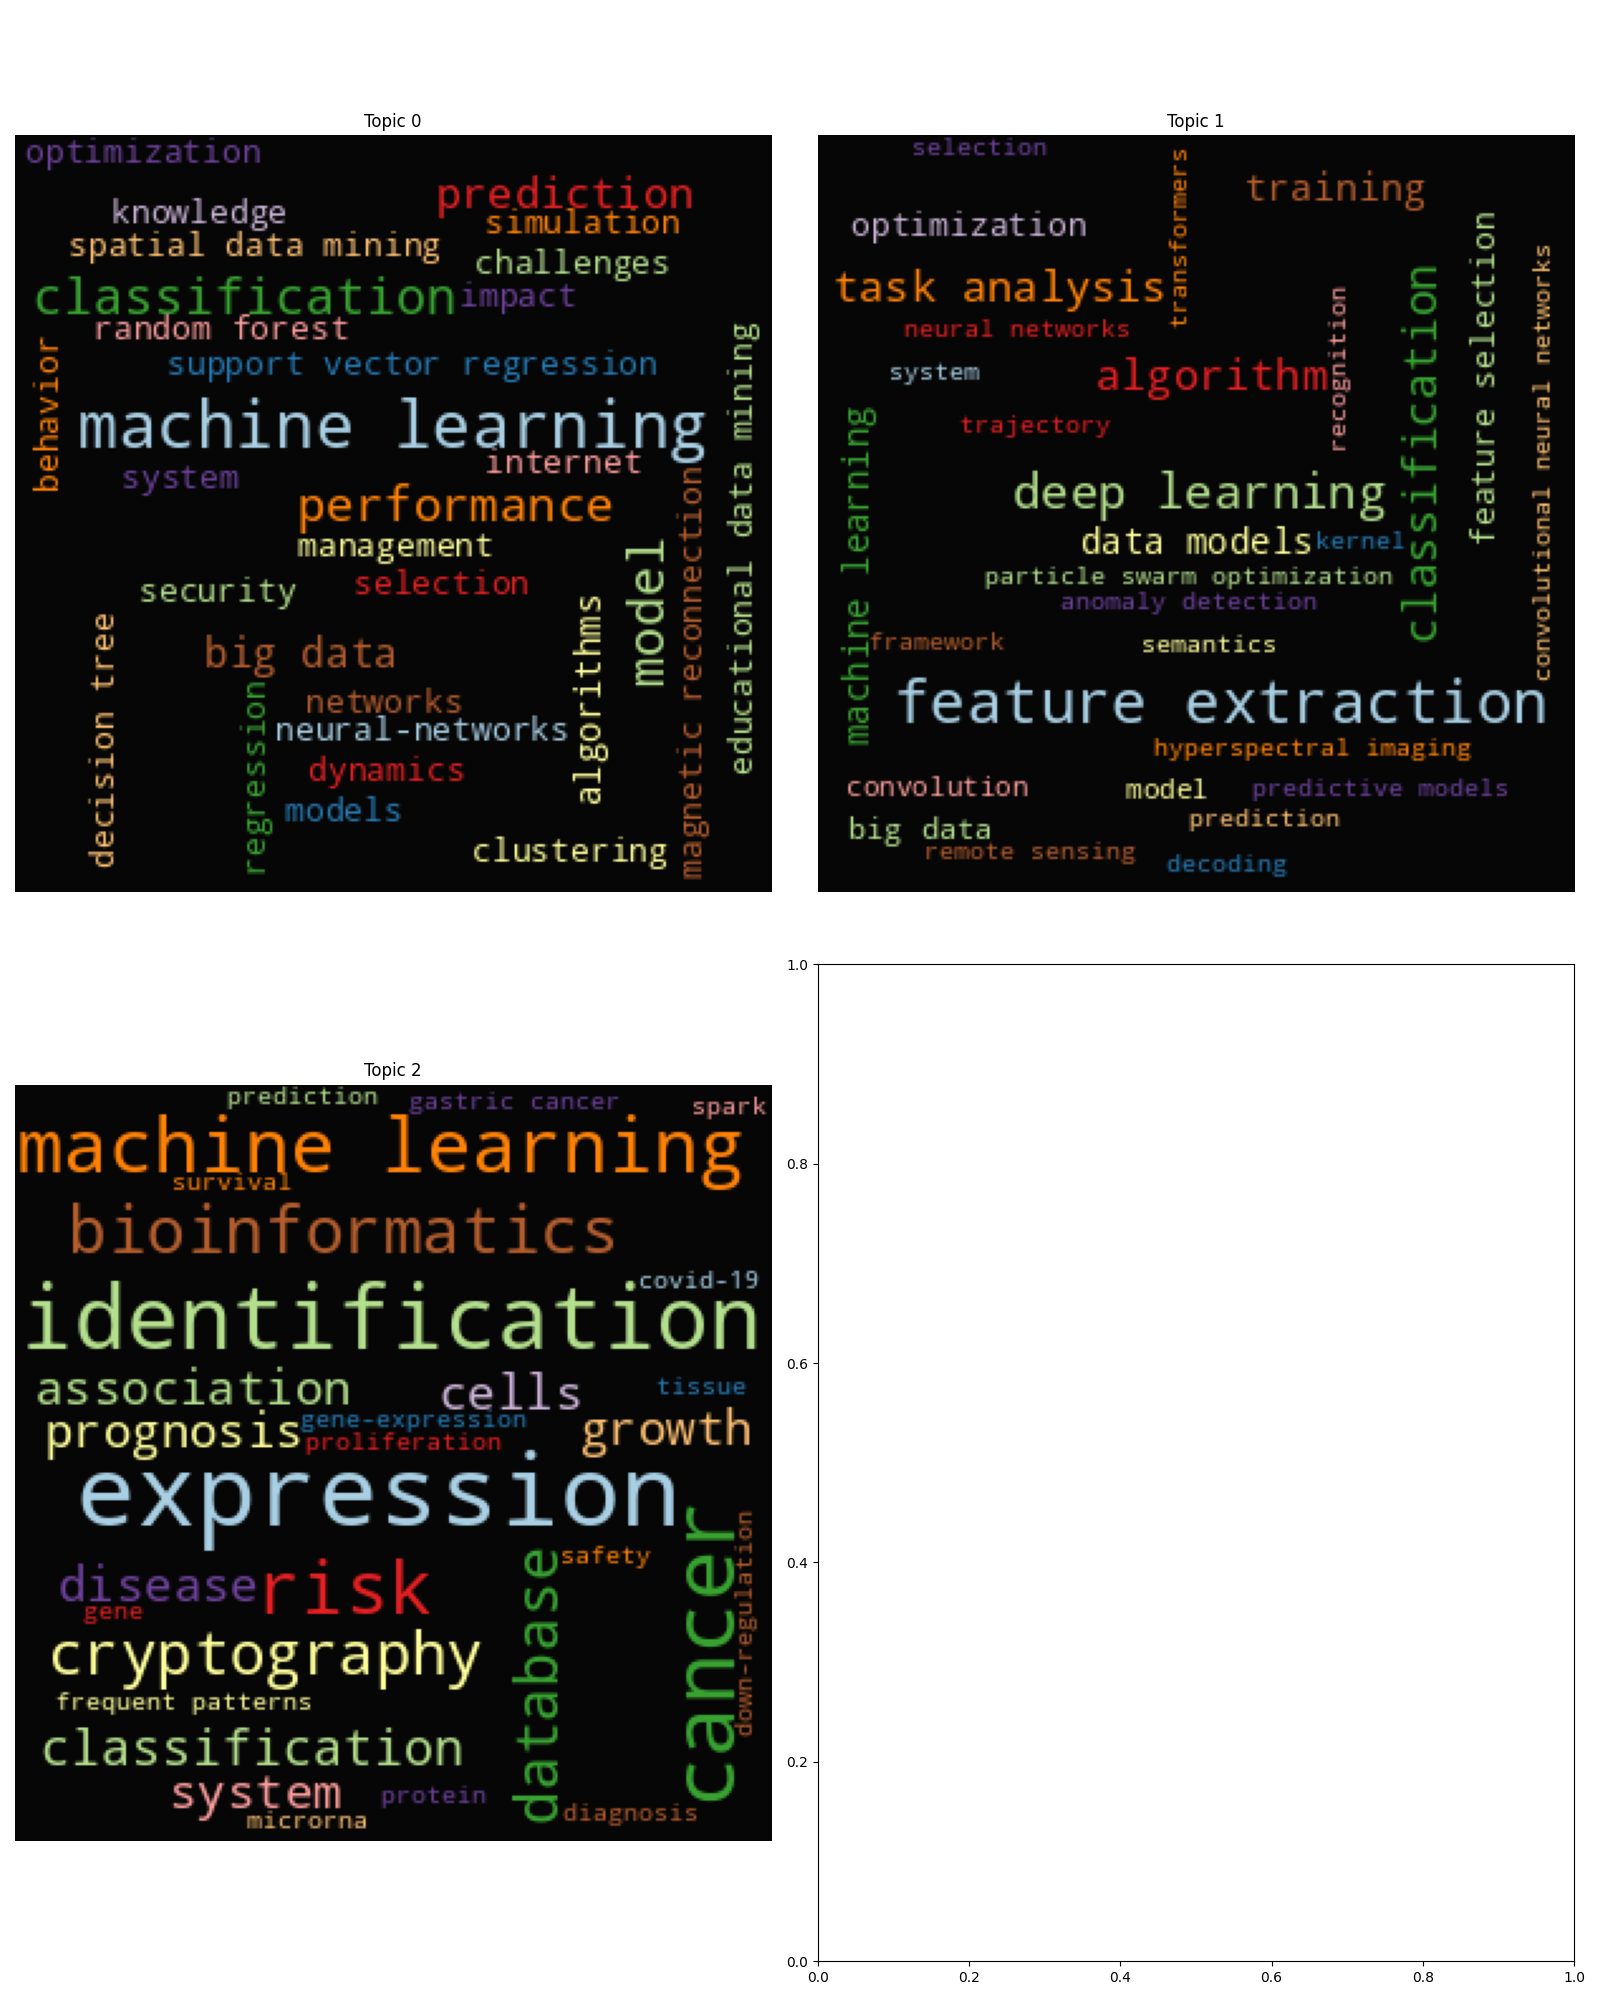 Topic 0
optimization
prediction
knowledge
simulation
spatial data mining
challenges
classification
impact
random forest
behavior
support vector regression
educational data mining
machine learning
internet
system
magnetic reconnection
performance
management
model
security
selection
algorithms
decision tree
big data
regression
networks
neural-networks
dynamics
models
clustering
Topic 1
selection
transformers
training
optimization
feature selection
convolutional neural networks
task analysis
classification
recognition
neural networks
system
algorithm
machine learning
trajectory
deep learning
data models
kernel
particle swarm optimization
anomaly detection
framework
semantics
feature extraction
hyperspectral imaging
convolution
model
predictive models
prediction
big data
remote sensing
decoding
Topic 2
prediction
gastric cancer
spark
machine learning
survival
bioinformatics
covid-19
identification
association
cells
tissue
gene-expression
prognosis
growth
proliferation
expression
cancer
down-regulation
database
safety
disease
risk
gene
cryptography
frequent patterns
classification
system
protein
microrna
diagnosis
1.0
0.8
0.6
0.4
0.2
0.0
0.0 0.2 0.4 0.6 0.8 1.0